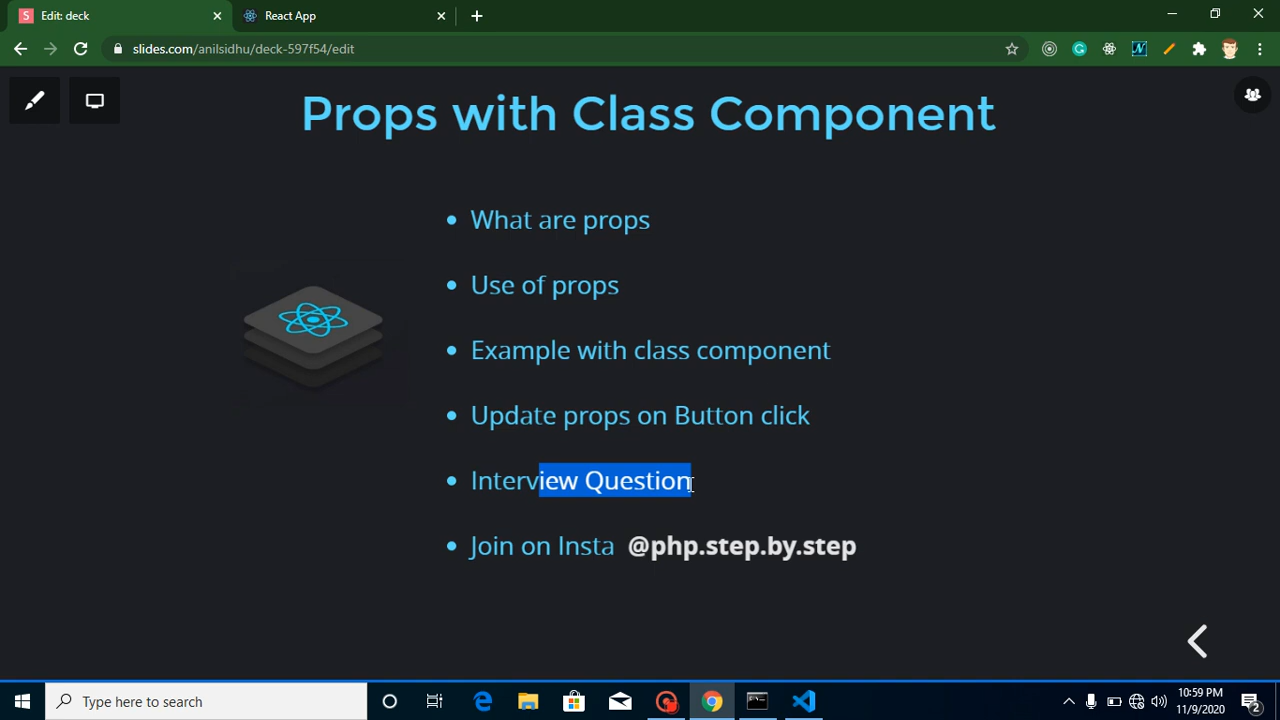 Edit: deck
React App
slides.com/anilsidhu/deck-597f54/edit
Props with Class Component
What are props
Use of props
Example with class component
Update props on Button click
Interview Question
Join on Insta @php.step.by.step
Type here to search
10:59 PM
11/9/2020
2